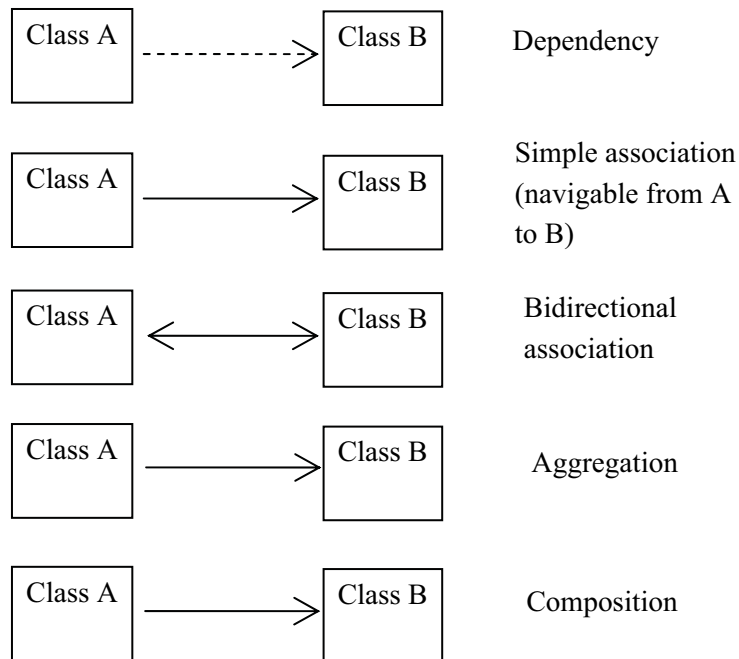 Class A
Class B
Dependency
Class A
Class B
Simple association
(navigable from A
to B)
Class A
Class B
Bidirectional
association
Class A
Class B
Aggregation
Class A
Class B
Composition